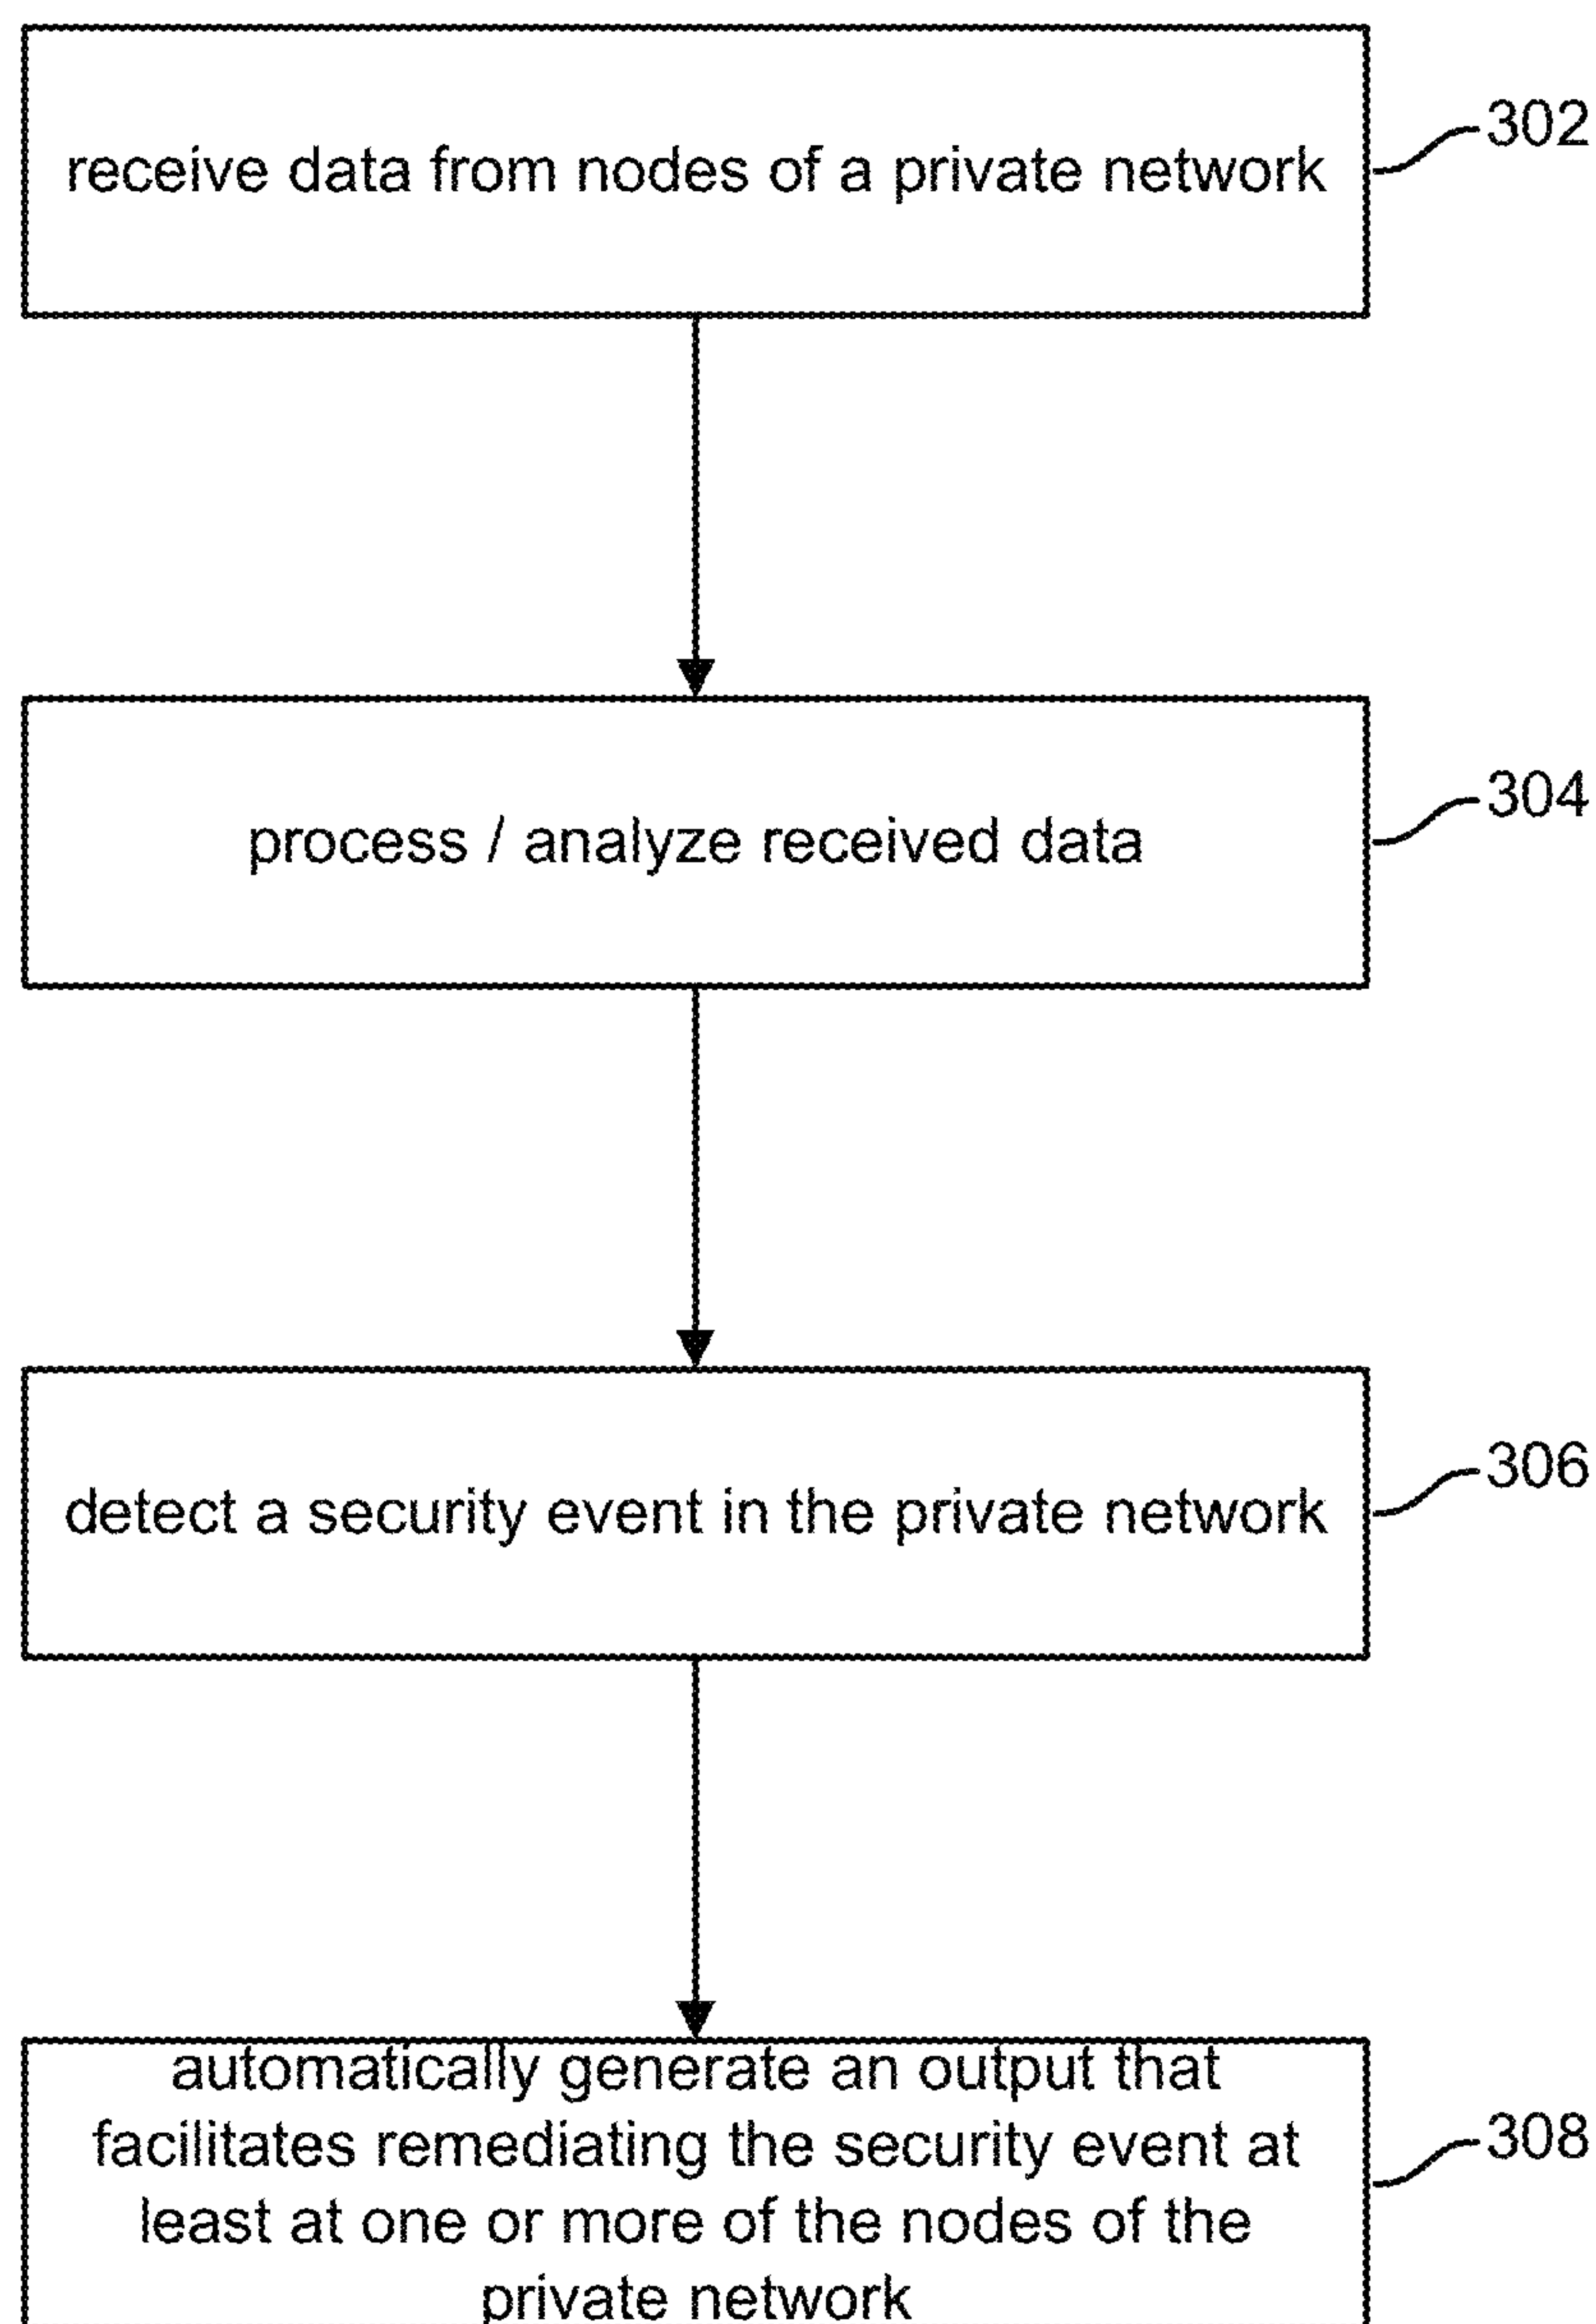 receive data from nodes of a private network
302
process / analyze received data
304
detect a security event in the private network
306
automatically generate an output that
facilitates remediating the security event at
least at one or more of the nodes of the
private network
308